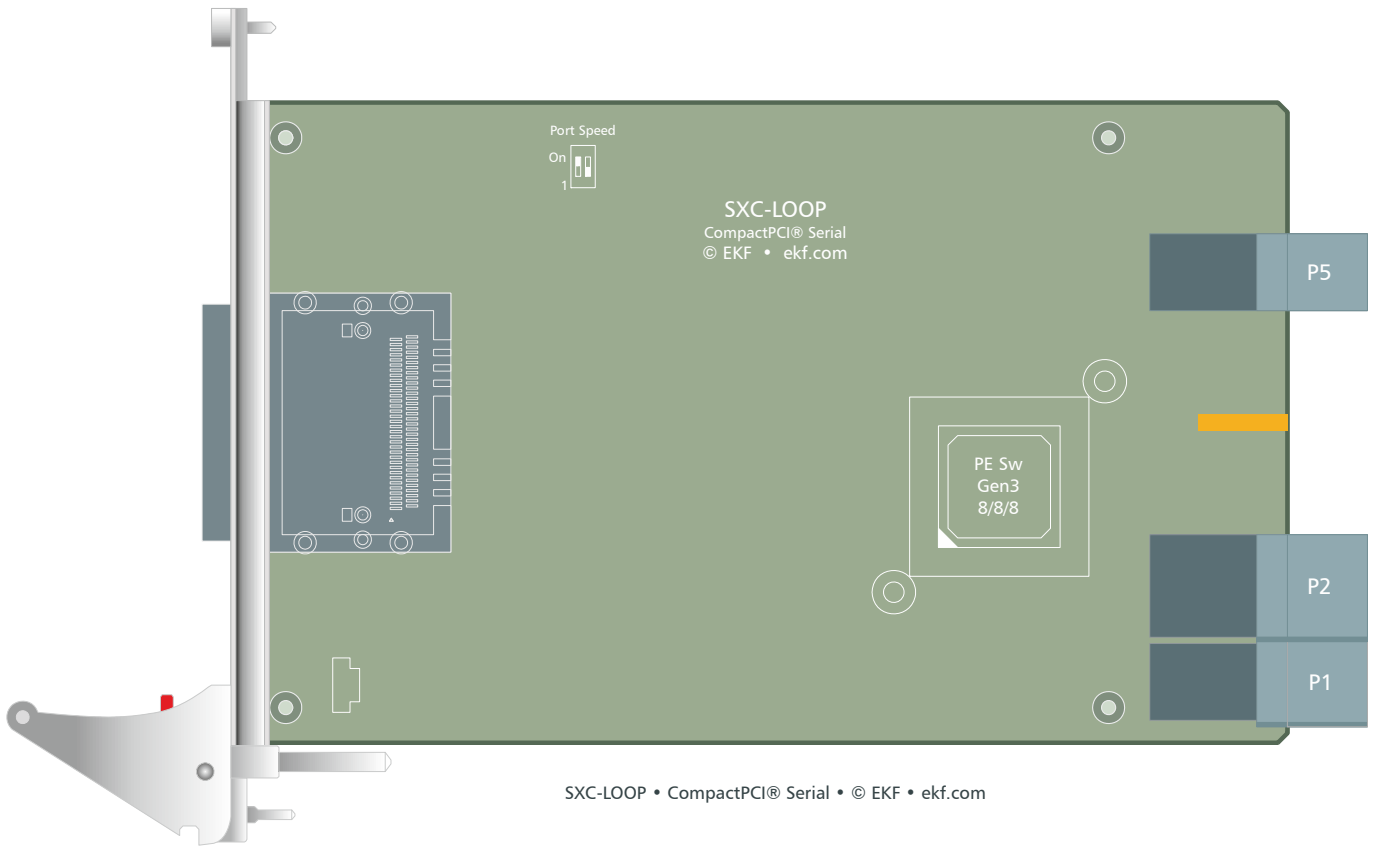 Port Speed
On
1
SXC-LOOP
CompactPCI® Serial
© EKF • ekf.com
P5
PE Sw
Gen3
8/8/8
P2
P1
SXC-LOOP • CompactPCI® Serial • © EKF • ekf.com